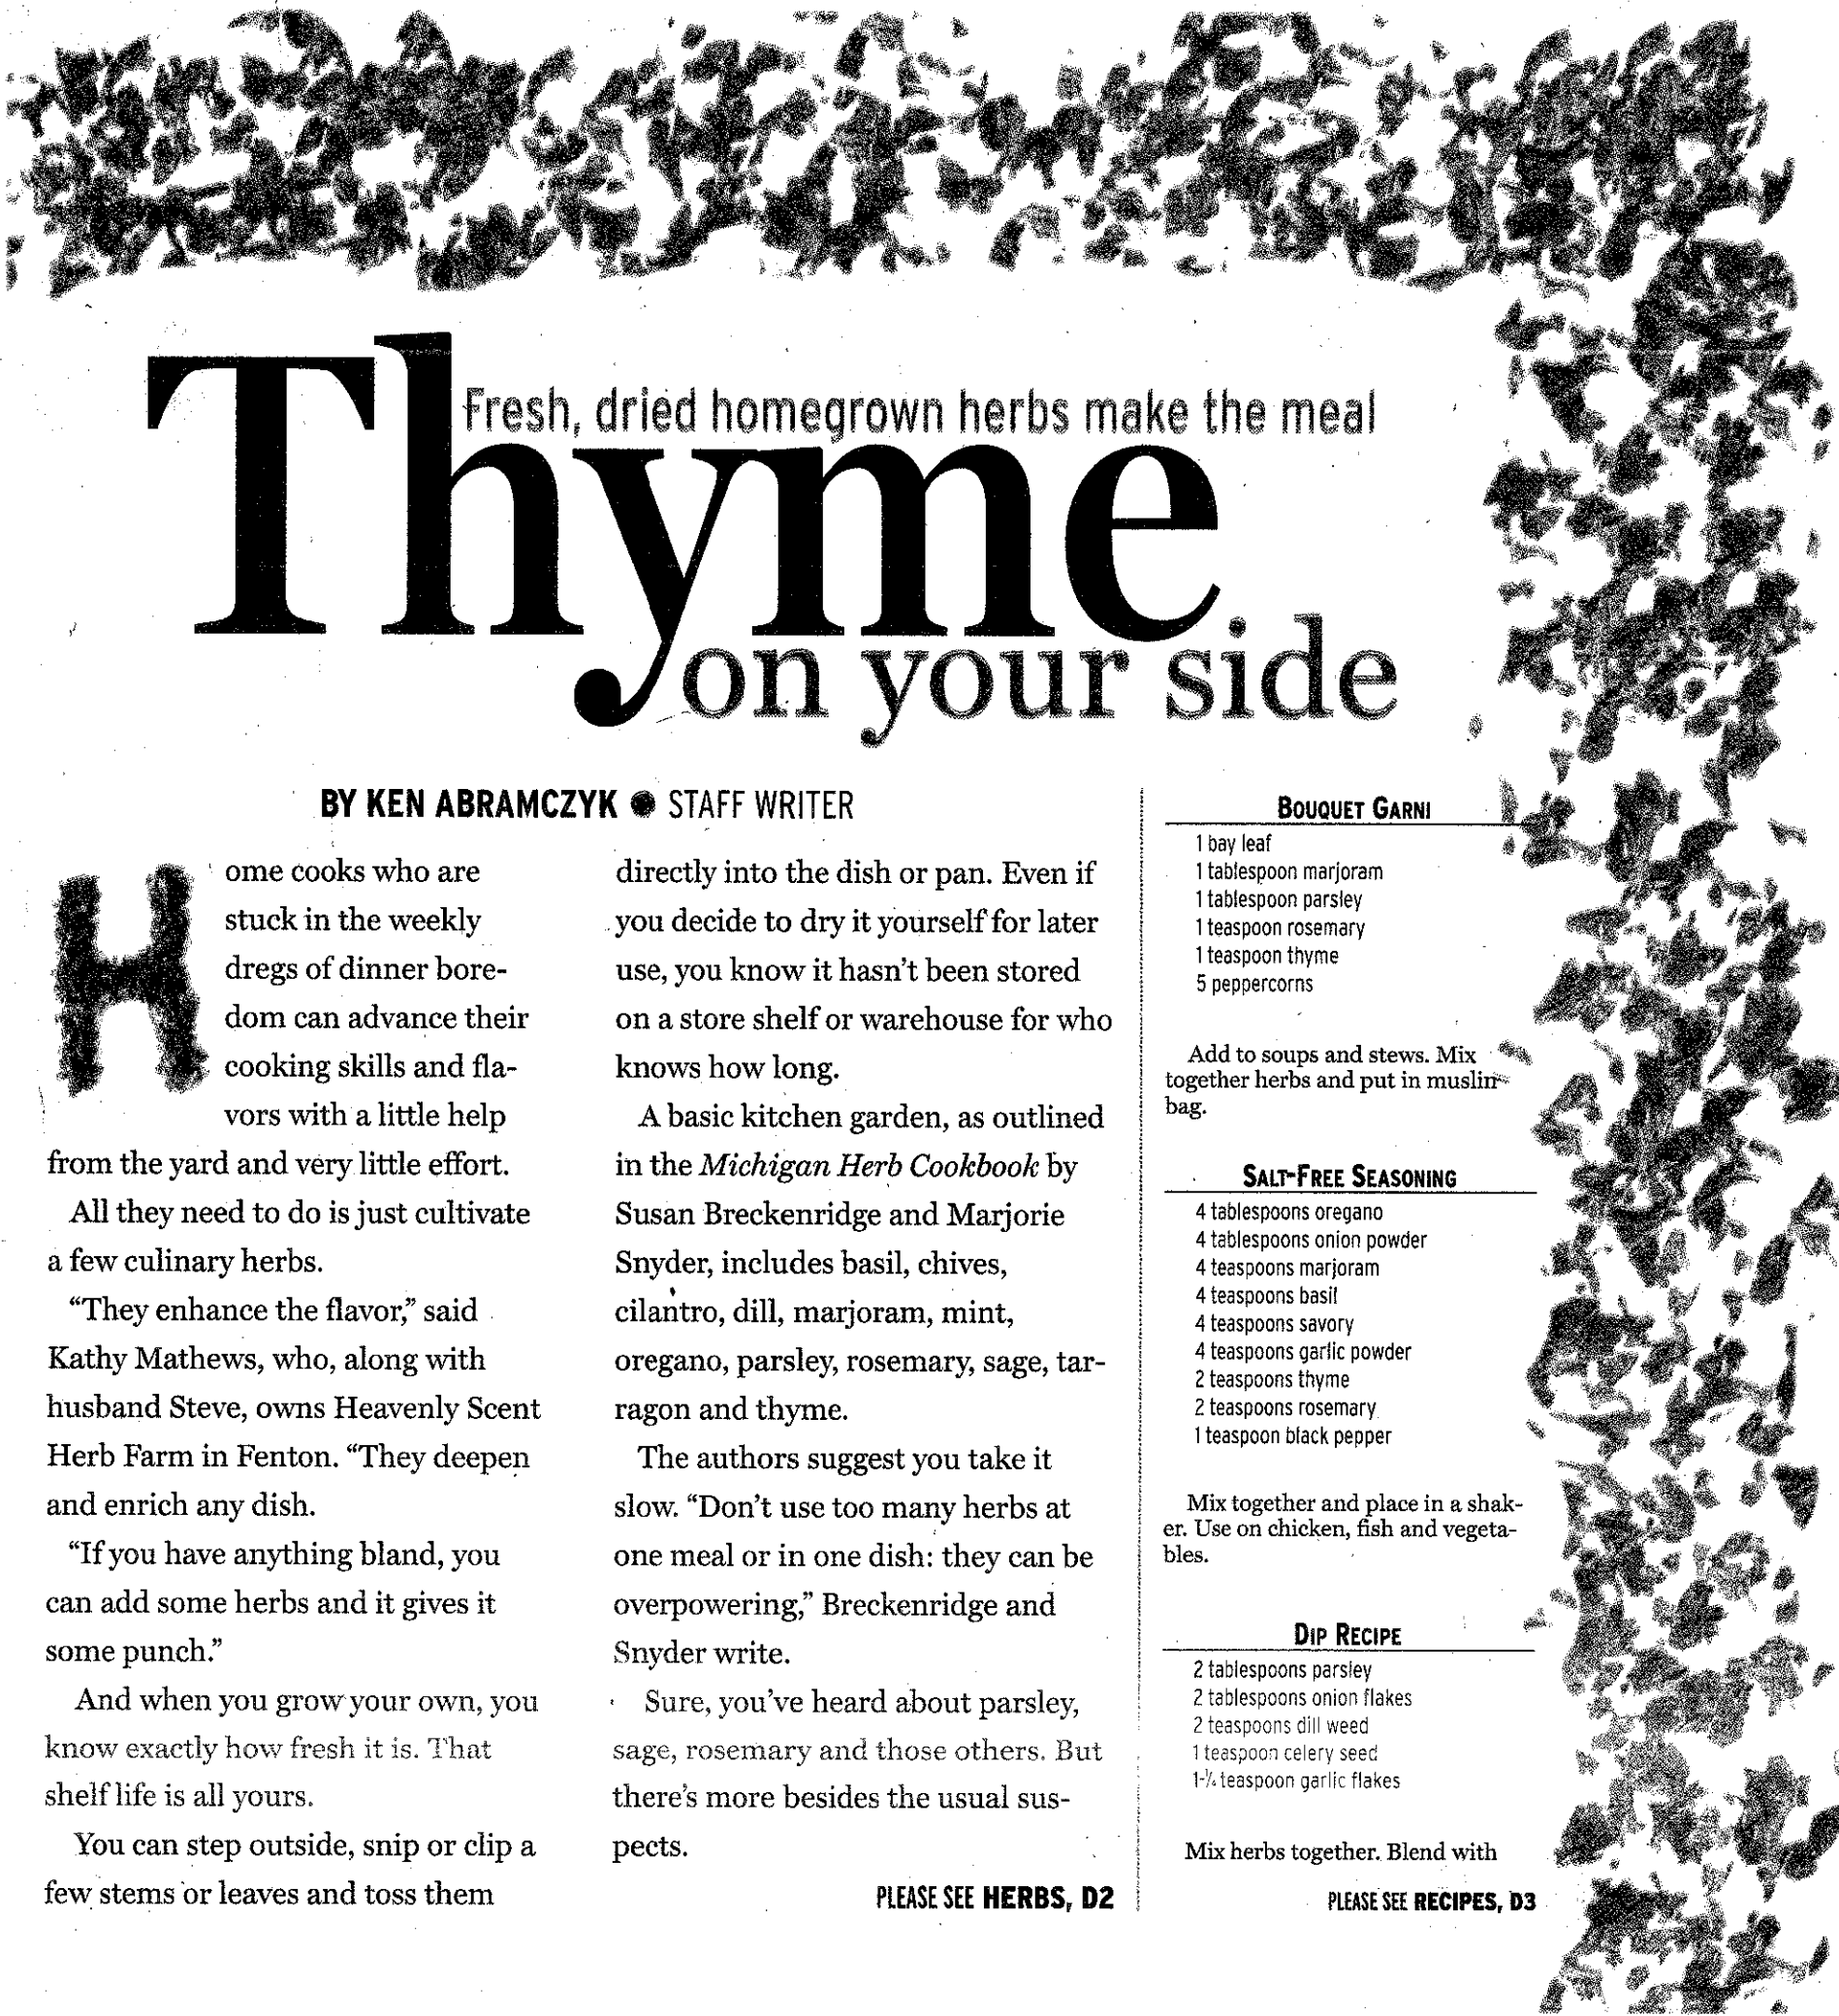 Fresh, dried homegrown herbs make the meal
Thyme
on your side
BY KEN ABRAMCZYK ● STAFF WRITER
Home cooks who are
stuck in the weekly
dregs of dinner bore-
dom can advance their
cooking skills and fla-
vors with a little help
from the yard and very little effort.
All they need to do is just cultivate
a few culinary herbs.
“They enhance the flavor,” said
Kathy Mathews, who, along with
husband Steve, owns Heavenly Scent
Herb Farm in Fenton. “They deepen
and enrich any dish.
“If you have anything bland, you
can add some herbs and it gives it
some punch.”
And when you grow your own, you
know exactly how fresh it is. That
shelf life is all yours.
You can step outside, snip or clip a
few stems or leaves and toss them
directly into the dish or pan. Even if
you decide to dry it yourself for later
use, you know it hasn’t been stored
on a store shelf or warehouse for who
knows how long.
A basic kitchen garden, as outlined
in the Michigan Herb Cookbook by
Susan Breckenridge and Marjorie
Snyder, includes basil, chives,
cilantro, dill, marjoram, mint,
oregano, parsley, rosemary, sage, tar-
ragon and thyme.
The authors suggest you take it
slow. “Don’t use too many herbs at
one meal or in one dish: they can be
overpowering,” Breckenridge and
Snyder write.
Sure, you’ve heard about parsley,
sage, rosemary and those others. But
there’s more besides the usual sus-
pects.
PLEASE SEE HERBS, D2
BOUQUET GARNI
1 bay leaf
1 tablespoon marjoram
1 tablespoon parsley
1 teaspoon rosemary
1 teaspoon thyme
5 peppercorns
Add to soups and stews. Mix
together herbs and put in muslin
bag.
SALT-FREE SEASONING
4 tablespoons oregano
4 tablespoons onion powder
4 teaspoons marjoram
4 teaspoons basil
4 teaspoons savory
4 teaspoons garlic powder
2 teaspoons thyme
2 teaspoons rosemary
1 teaspoon black pepper
Mix together and place in a shak-
er. Use on chicken, fish and vegeta-
bles.
DIP RECIPE
2 tablespoons parsley
2 tablespoons onion flakes
2 teaspoons dill weed
1 teaspoon celery seed
1-¼ teaspoon garlic flakes
Mix herbs together. Blend with
PLEASE SEE RECIPES, D3